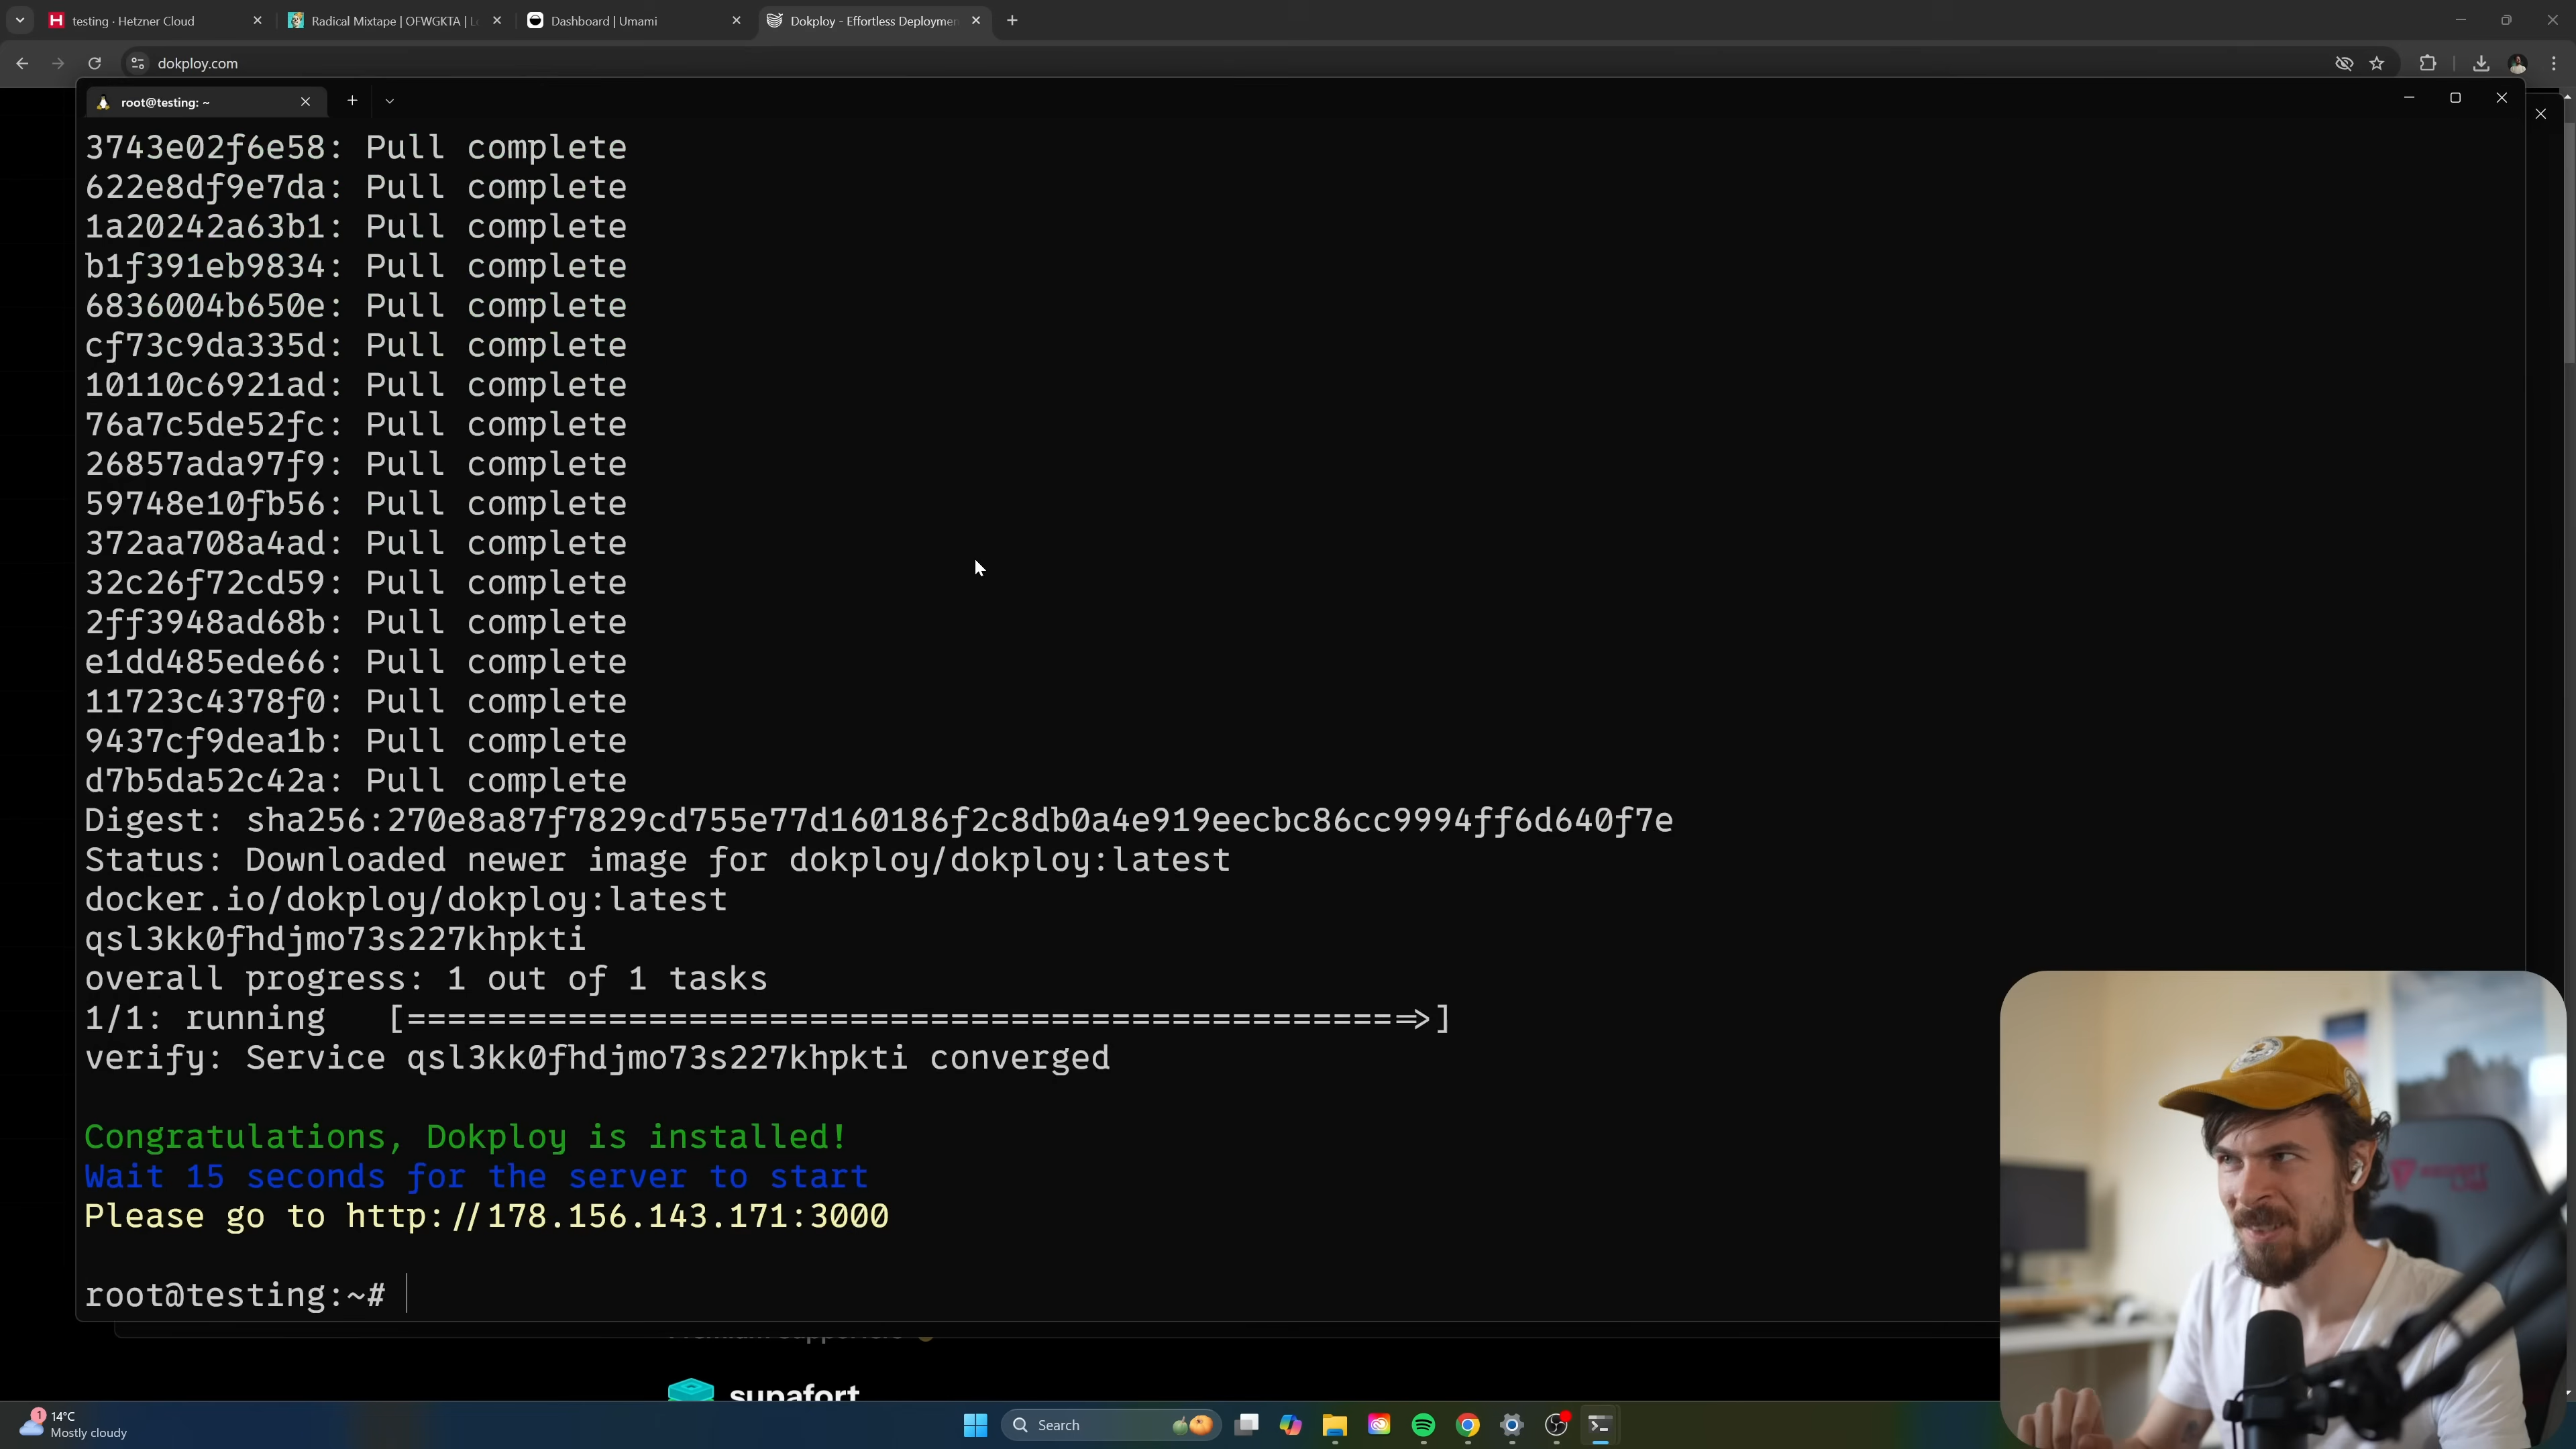 testing · Hetzner Cloud
Radical Mixtape | OFWGKTA | L
Dashboard | Umami
Dokploy - Effortless Deploymen
dokploy.com
root@testing: ~
3743e02f6e58: Pull complete
622e8df9e7da: Pull complete
1a20242a63b1: Pull complete
b1f391eb9834: Pull complete
6836004b650e: Pull complete
cf73c9da335d: Pull complete
10110c6921ad: Pull complete
76a7c5de52fc: Pull complete
26857ada97f9: Pull complete
59748e10fb56: Pull complete
372aa708a4ad: Pull complete
32c26f72cd59: Pull complete
2ff3948ad68b: Pull complete
e1dd485ede66: Pull complete
11723c4378f0: Pull complete
9437cf9dea1b: Pull complete
d7b5da52c42a: Pull complete
Digest: sha256:270e8a87f7829cd755e77d160186f2c8db0a4e919eecbc86cc9994ff6d640f7e
Status: Downloaded newer image for dokploy/dokploy:latest
docker.io/dokploy/dokploy:latest
qsl3kk0fhdjmo73s227khpkti
overall progress: 1 out of 1 tasks
1/1: running   [==================================================>]
verify: Service qsl3kk0fhdjmo73s227khpkti converged
Congratulations, Dokploy is installed!
Wait 15 seconds for the server to start
Please go to http://178.156.143.171:3000
root@testing:~#
supafort
1
14°C
Mostly cloudy
Search